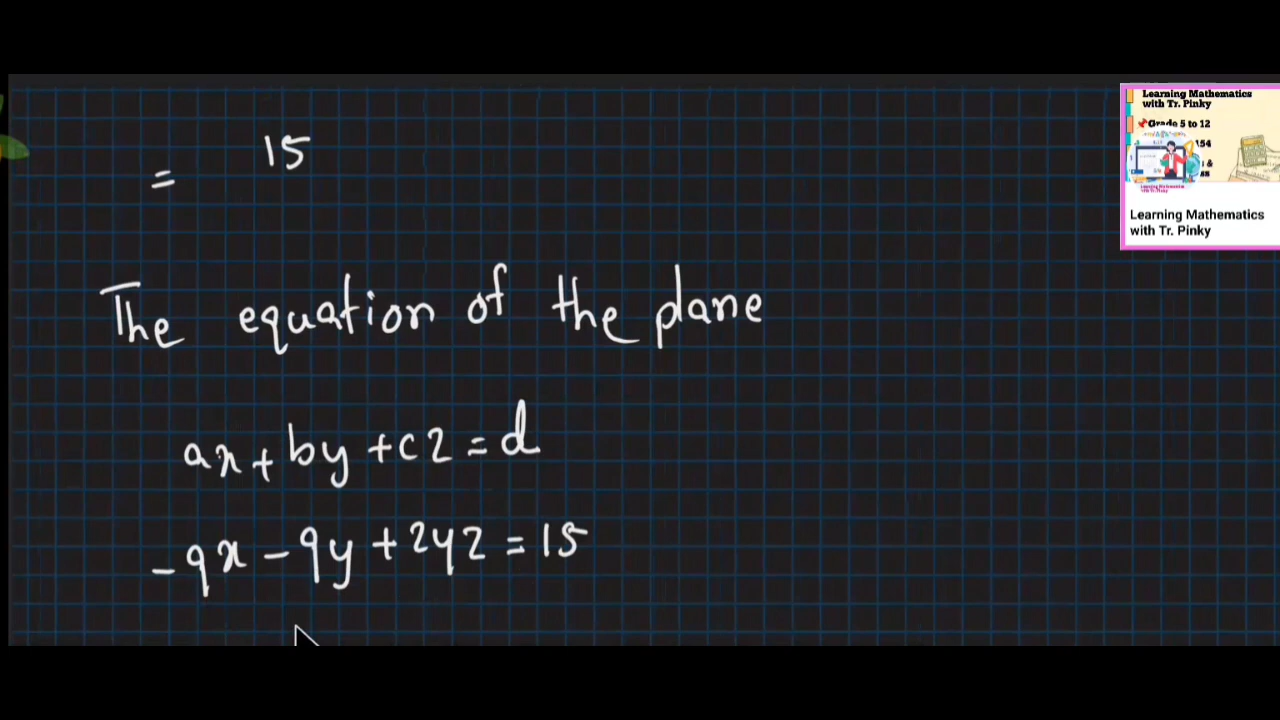 = 15
The equation of the plane
ax + by + cz = d
-9x - 9y + 24z = 15
Learning Mathematics
with Tr. Pinky
Grade 5 to 12
154
&
Learning Mathematics
with Tr. Pinky